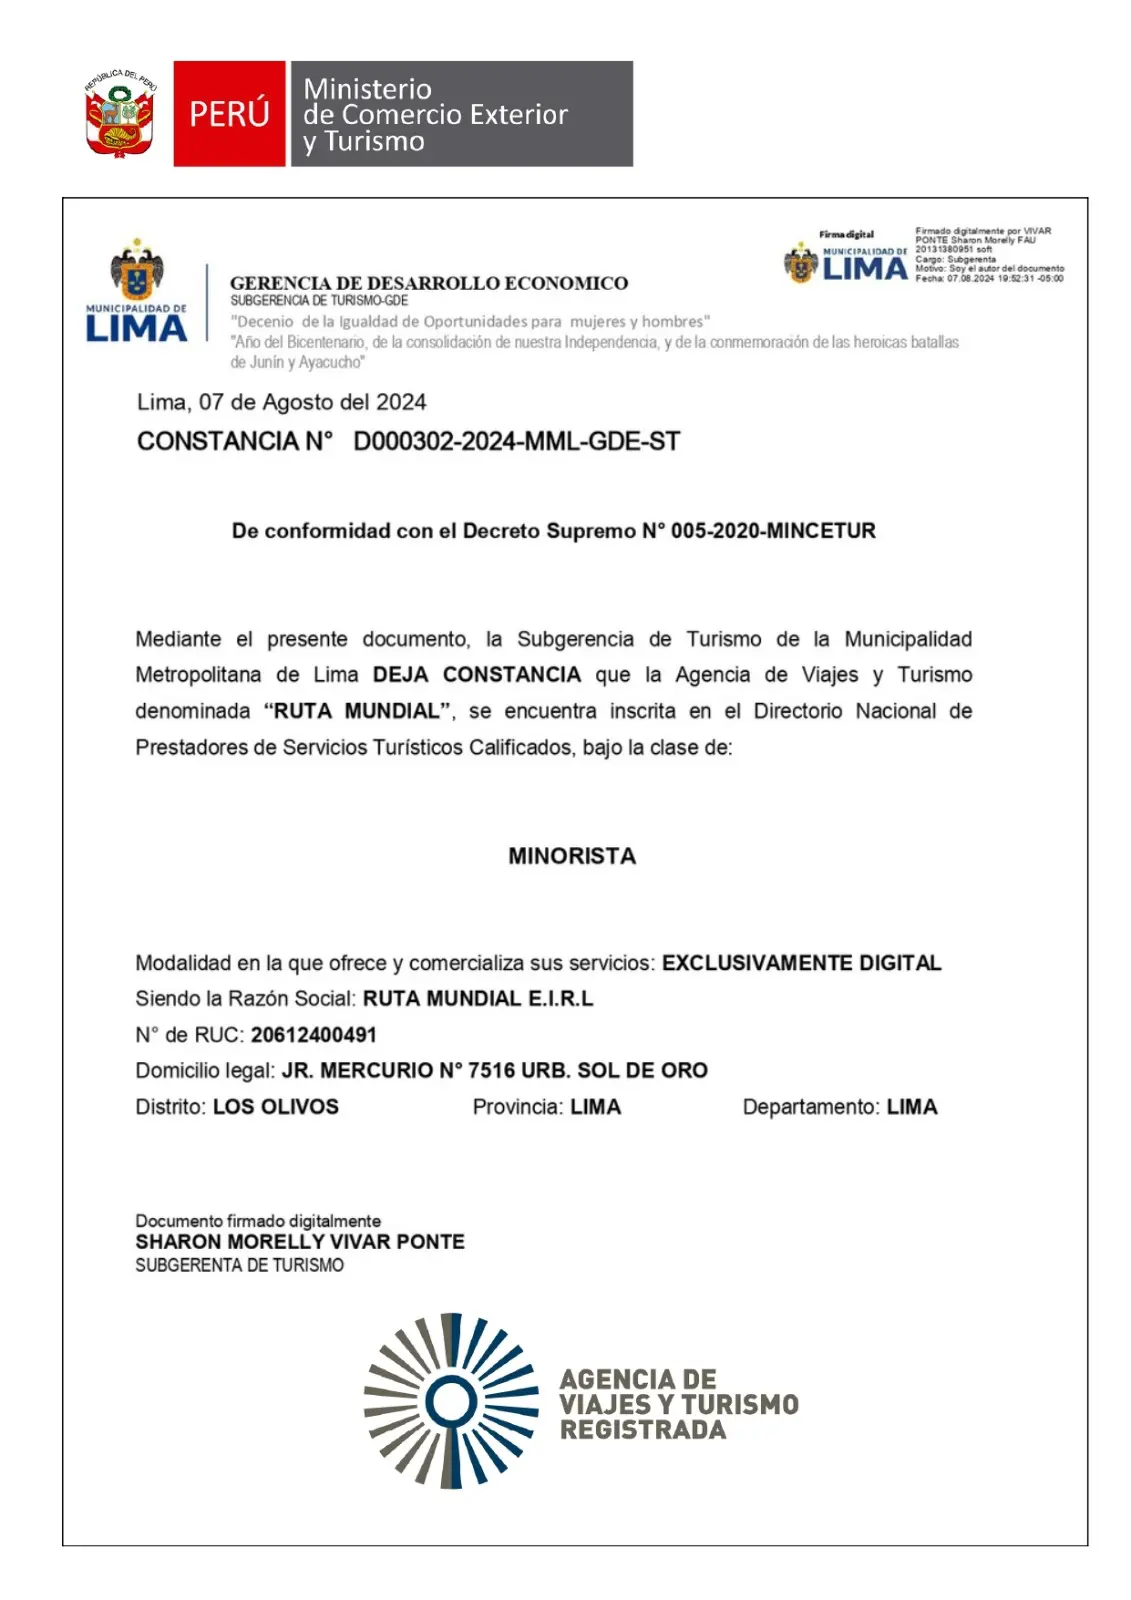 REPÚBLICA DEL PERÚ
PERÚ
Ministerio
de Comercio Exterior
y Turismo
MUNICIPALIDAD DE
LIMA
GERENCIA DE DESARROLLO ECONOMICO
SUBGERENCIA DE TURISMO-GDE
"Decenio de la Igualdad de Oportunidades para mujeres y hombres"
"Año del Bicentenario, de la consolidación de nuestra Independencia, y de la conmemoración de las heroicas batallas
de Junín y Ayacucho"
Firma digital
MUNICIPALIDAD DE
LIMA
Firmado digitalmente por VIVAR
PONTE Sharon Morelly FAU
20131380951 soft
Cargo: Subgerenta
Motivo: Soy el autor del documento
Fecha: 07.08.2024 19:52:31 -05:00
Lima, 07 de Agosto del 2024
CONSTANCIA N° D000302-2024-MML-GDE-ST
De conformidad con el Decreto Supremo N° 005-2020-MINCETUR
Mediante el presente documento, la Subgerencia de Turismo de la Municipalidad
Metropolitana de Lima DEJA CONSTANCIA que la Agencia de Viajes y Turismo
denominada “RUTA MUNDIAL”, se encuentra inscrita en el Directorio Nacional de
Prestadores de Servicios Turísticos Calificados, bajo la clase de:
MINORISTA
Modalidad en la que ofrece y comercializa sus servicios: EXCLUSIVAMENTE DIGITAL
Siendo la Razón Social: RUTA MUNDIAL E.I.R.L
N° de RUC: 20612400491
Domicilio legal: JR. MERCURIO N° 7516 URB. SOL DE ORO
Distrito: LOS OLIVOS Provincia: LIMA Departamento: LIMA
Documento firmado digitalmente
SHARON MORELLY VIVAR PONTE
SUBGERENTA DE TURISMO
AGENCIA DE
VIAJES Y TURISMO
REGISTRADA